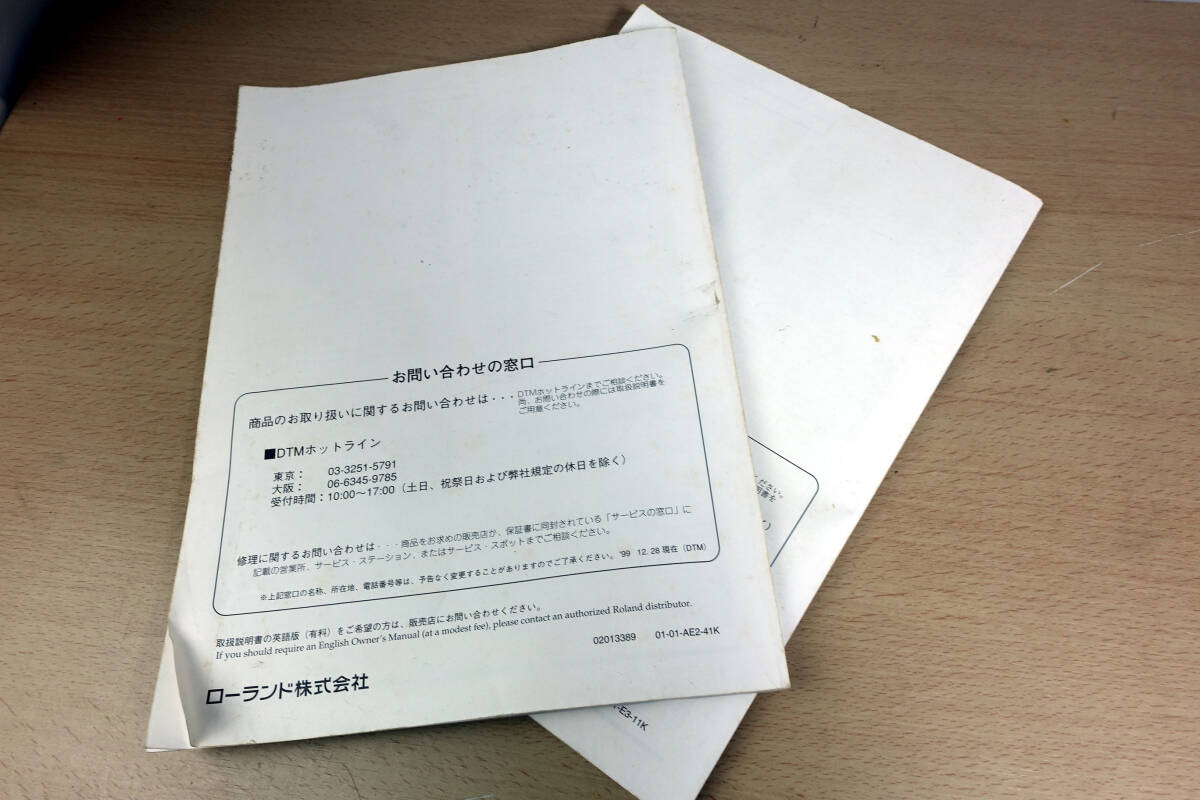 お問い合わせの窓口
商品のお取り扱いに関するお問い合わせは・・・DTMホットラインまでご相談ください。
尚、お問い合わせの際には取扱説明書を
ご用意ください。
■DTMホットライン
東京： 03-3251-5791
大阪： 06-6345-9785
受付時間：10:00～17:00（土日、祝祭日および弊社規定の休日を除く）
修理に関するお問い合わせは・・・商品をお求めの販売店か、保証書に同封されている「サービスの窓口」に
記載の営業所、サービス・ステーション、またはサービス・スポットまでご相談ください。
※上記窓口の名称、所在地、電話番号等は、予告なく変更することがありますのでご了承ください。 '99 12. 28 現在（DTM）
取扱説明書の英語版（有料）をご希望の方は、販売店にお問い合わせください。
If you should require an English Owner's Manual (at a modest fee), please contact an authorized Roland distributor.
02013389 01-01-AE2-41K
ローランド株式会社
ください。
明書を
く）
-E3-11K